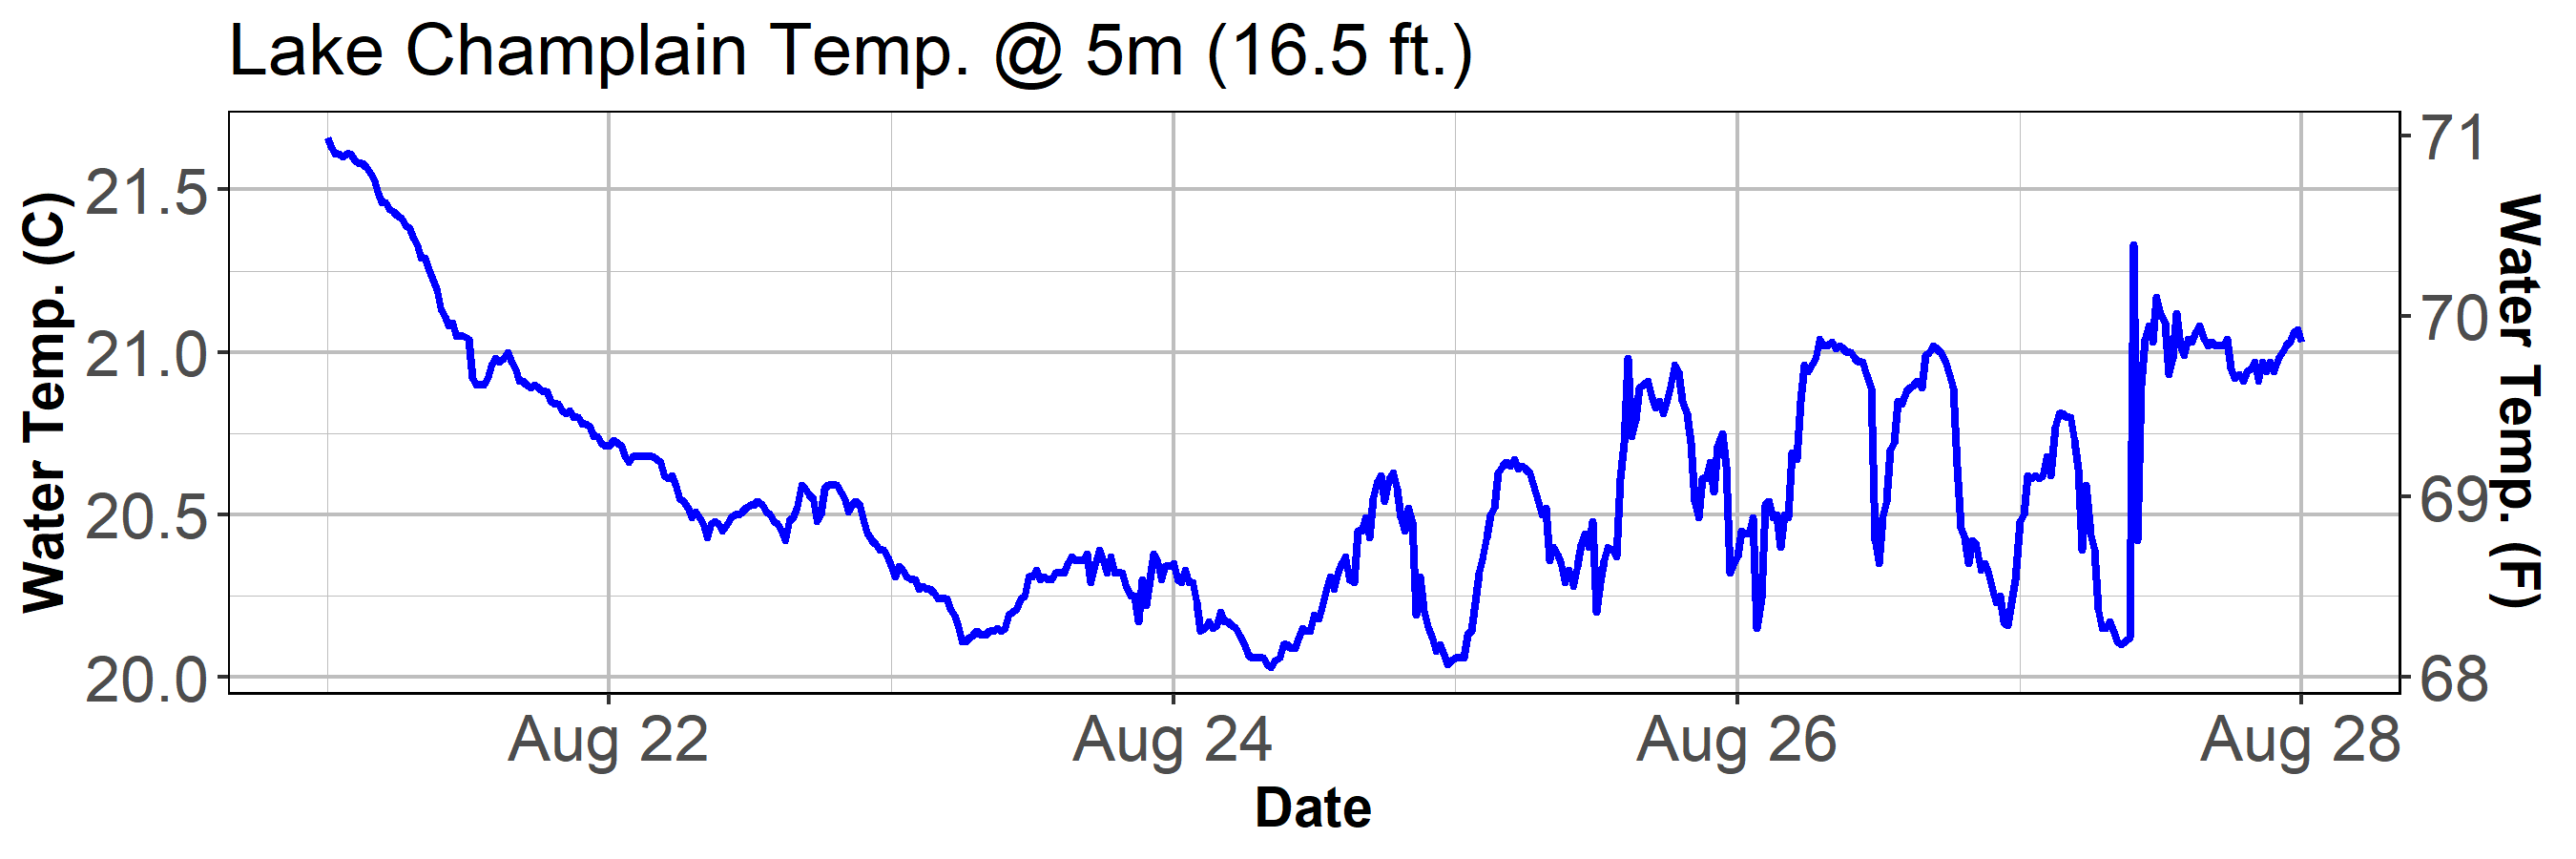 Lake Champlain Temp. @ 5m (16.5 ft.)
Water Temp. (C)
21.5
21.0
20.5
20.0
71
70
69
68
Water Temp. (F)
Aug 22 Aug 24 Aug 26 Aug 28
Date